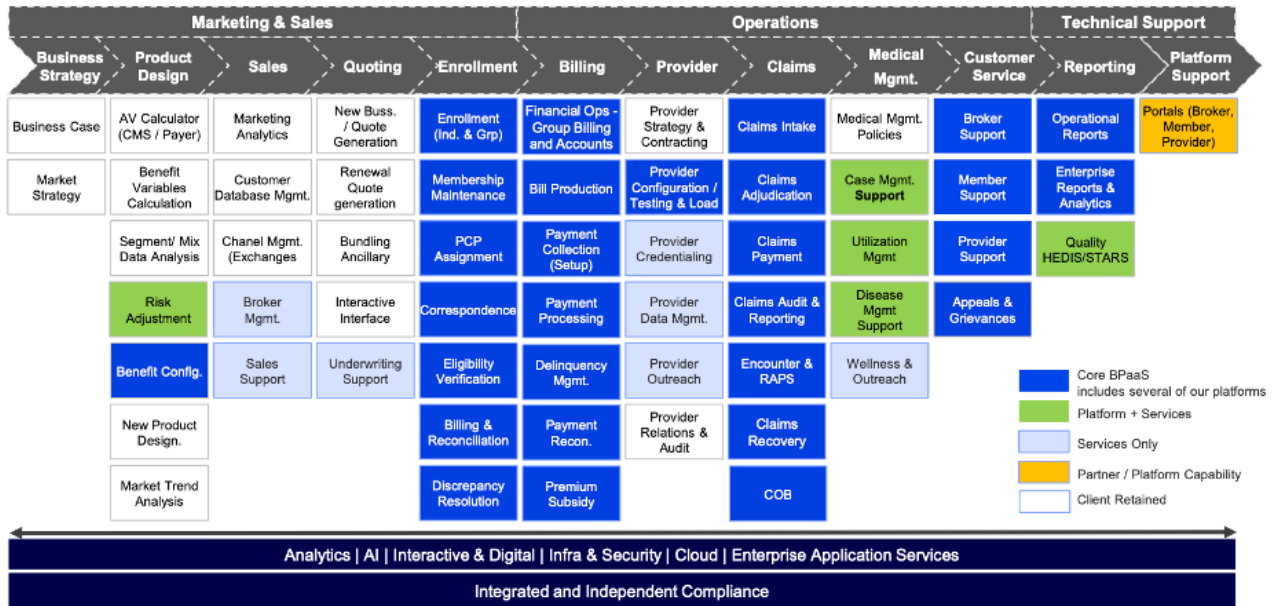 Marketing & Sales
Operations
Technical Support
Business
Strategy
Product
Design
Sales
Quoting
Enrollment
Billing
Provider
Claims
Medical
Mgmt.
Customer
Service
Reporting
Platform
Support
Business Case
AV Calculator
(CMS / Payer)
Marketing
Analytics
New Buss.
/ Quote
Generation
Enrollment
(Ind. & Grp)
Financial Ops -
Group Billing
and Accounts
Provider
Strategy &
Contracting
Claims Intake
Medical Mgmt.
Policies
Broker
Support
Operational
Reports
Portals (Broker,
Member,
Provider)
Market
Strategy
Benefit
Variables
Calculation
Customer
Database Mgmt.
Renewal
Quote
generation
Membership
Maintenance
Bill Production
Provider
Configuration /
Testing & Load
Claims
Adjudication
Case Mgmt.
Support
Member
Support
Enterprise
Reports &
Analytics
Segment/ Mix
Data Analysis
Chanel Mgmt.
(Exchanges
Bundling
Ancillary
PCP
Assignment
Payment
Collection
(Setup)
Provider
Credentialing
Claims
Payment
Utilization
Mgmt
Provider
Support
Quality
HEDIS/STARS
Risk
Adjustment
Broker
Mgmt.
Interactive
Interface
Correspondence
Payment
Processing
Provider
Data Mgmt.
Claims Audit &
Reporting
Disease
Mgmt
Support
Appeals &
Grievances
Benefit Config.
Sales
Support
Underwriting
Support
Eligibility
Verification
Delinquency
Mgmt.
Provider
Outreach
Encounter &
RAPS
Wellness &
Outreach
New Product
Design.
Billing &
Reconciliation
Payment
Recon.
Provider
Relations &
Audit
Claims
Recovery
Market Trend
Analysis
Discrepancy
Resolution
Premium
Subsidy
COB
Core BPaaS
includes several of our platforms
Platform + Services
Services Only
Partner / Platform Capability
Client Retained
Analytics | AI | Interactive & Digital | Infra & Security | Cloud | Enterprise Application Services
Integrated and Independent Compliance